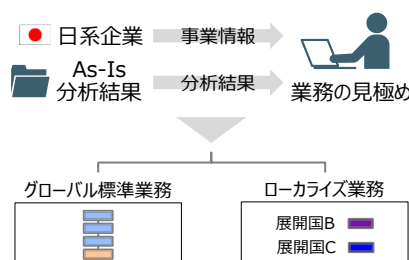 日系企業
事業情報
As-Is
分析結果
分析結果
業務の見極め
グローバル標準業務
ローカライズ業務
展開国B
展開国C